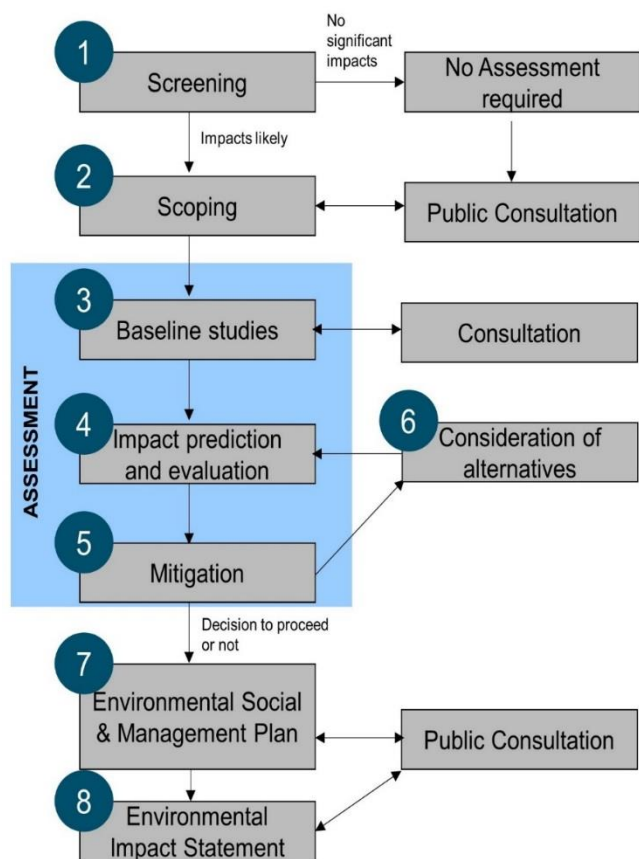 No
significant
impacts
1
Screening
No Assessment
required
Impacts likely
2
Scoping
Public Consultation
ASSESSMENT
3
Baseline studies
Consultation
4
Impact prediction
and evaluation
6
Consideration of
alternatives
5
Mitigation
Decision to proceed
or not
7
Environmental Social
& Management Plan
Public Consultation
8
Environmental
Impact Statement